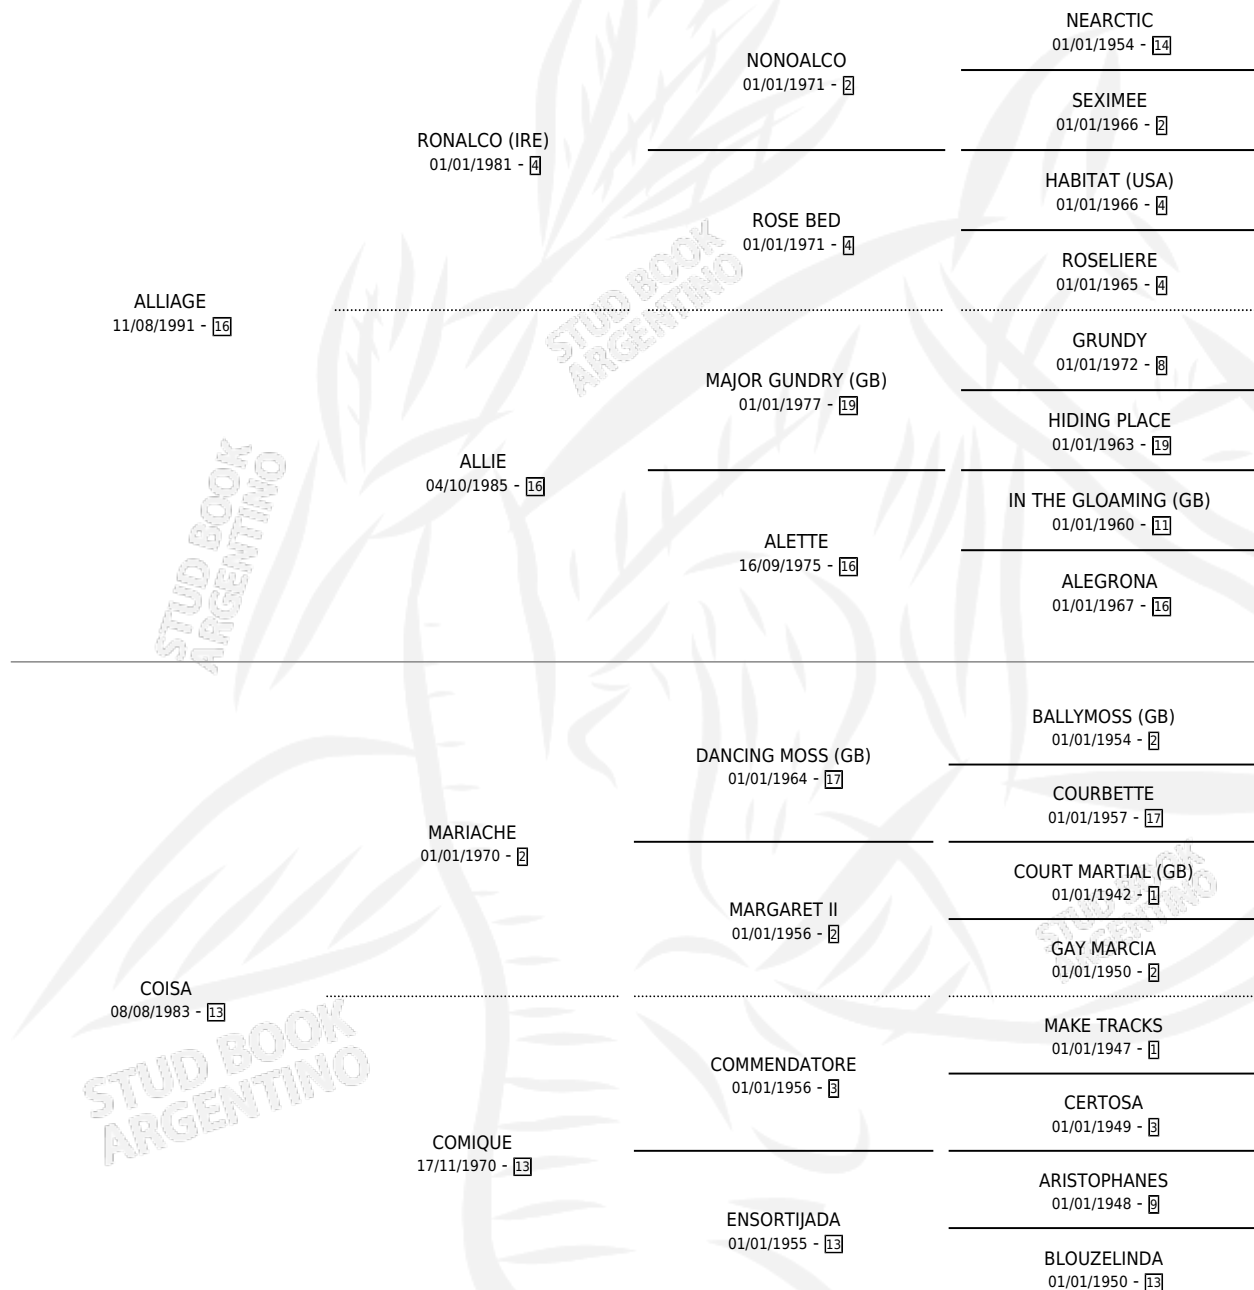 NEARCTIC
01/01/1954 - 14
NONOALCO
01/01/1971 - 2
SEXIMEE
01/01/1966 - 2
RONALCO (IRE)
01/01/1981 - 4
HABITAT (USA)
01/01/1966 - 4
ROSE BED
01/01/1971 - 4
ROSELIERE
01/01/1965 - 4
STUD BOOK
ARGENTINO
ALLIAGE
11/08/1991 - 16
GRUNDY
01/01/1972 - 8
MAJOR GUNDRY (GB)
01/01/1977 - 19
HIDING PLACE
01/01/1963 - 19
ALLIE
04/10/1985 - 16
IN THE GLOAMING (GB)
01/01/1960 - 11
ALETTE
16/09/1975 - 16
ALEGRONA
01/01/1967 - 16
STUD BOOK
ARGENTINO
BALLYMOSS (GB)
01/01/1954 - 2
DANCING MOSS (GB)
01/01/1964 - 17
COURBETTE
01/01/1957 - 17
MARIACHE
01/01/1970 - 2
COURT MARTIAL (GB)
01/01/1942 - 1
MARGARET II
01/01/1956 - 2
GAY MARCIA
01/01/1950 - 2
STUD BOOK
ARGENTINO
COISA
08/08/1983 - 13
MAKE TRACKS
01/01/1947 - 1
COMMENDATORE
01/01/1956 - 3
CERTOSA
01/01/1949 - 3
STUD BOOK
ARGENTINO
COMIQUE
17/11/1970 - 13
ARISTOPHANES
01/01/1948 - 9
ENSORTIJADA
01/01/1955 - 13
BLOUZELINDA
01/01/1950 - 13